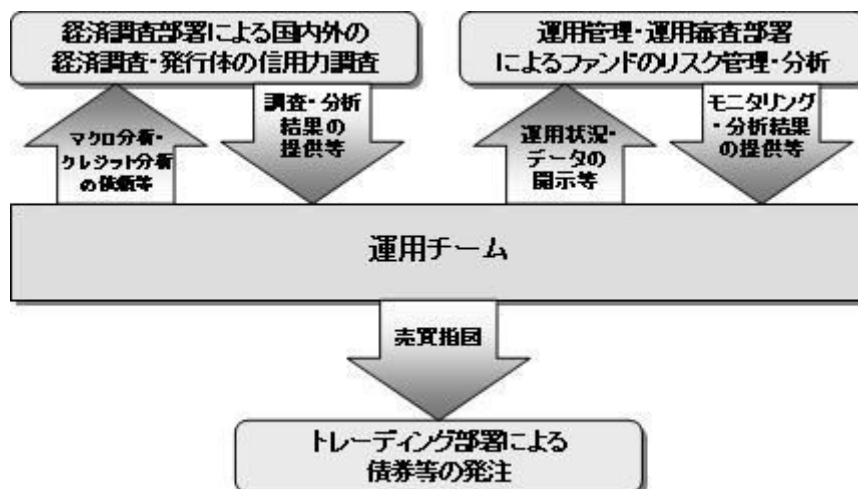 経済調査部署による国内外の
経済調査・発行体の信用力調査
運用管理・運用審査部署
によるファンドのリスク管理・分析
マクロ分析・
クレジット分析
の依頼等
調査・分析
結果の
提供等
運用状況・
データの
開示等
モニタリング
・分析結果
の提供等
運用チーム
売買指図
トレーディング部署による
債券等の発注